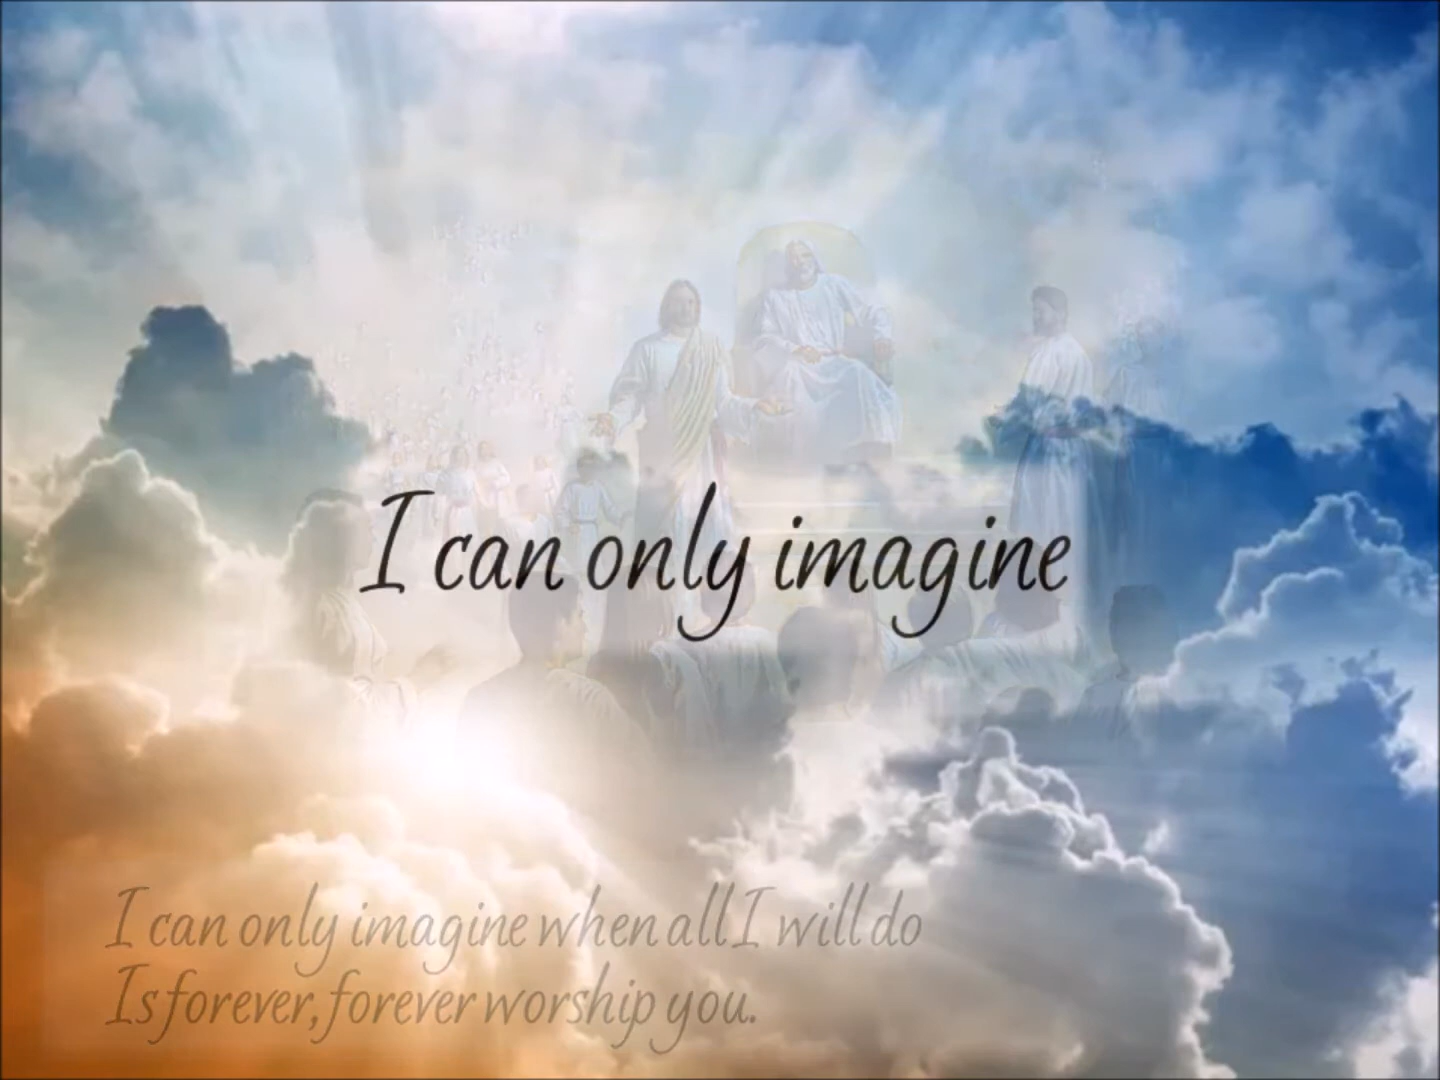 I can only imagine
I can only imagine when all I will do
Is forever, forever worship you.